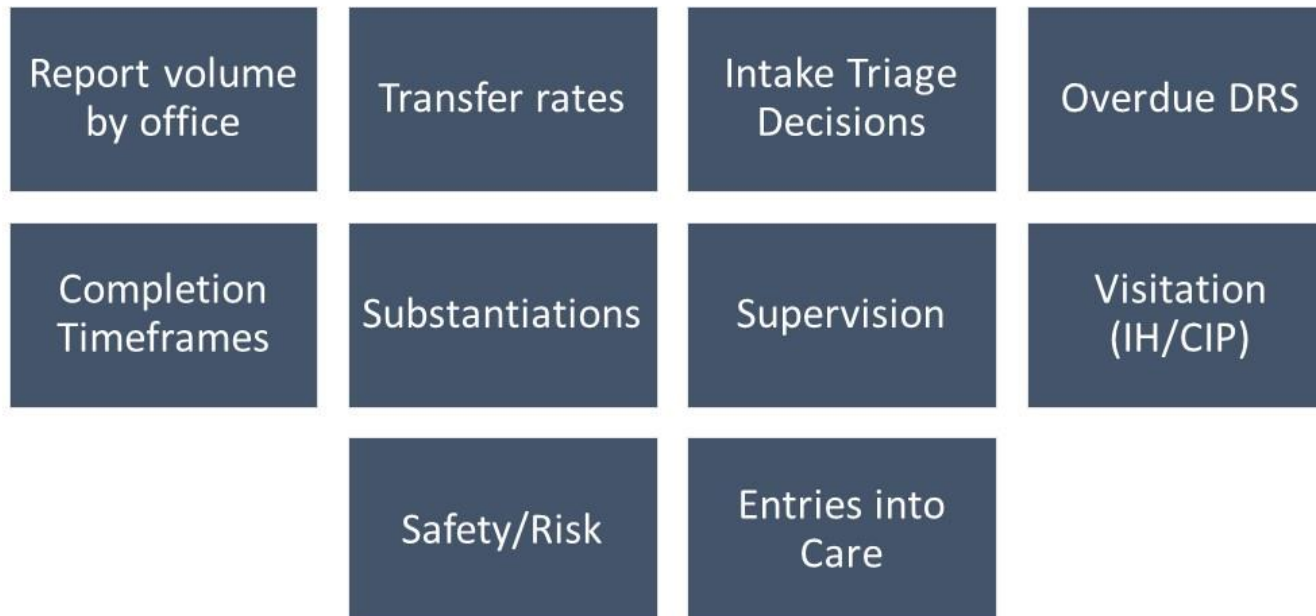 Report volume
by office
Transfer rates
Intake Triage
Decisions
Overdue DRS
Completion
Timeframes
Substantiations
Supervision
Visitation
(IH/CIP)
Safety/Risk
Entries into
Care